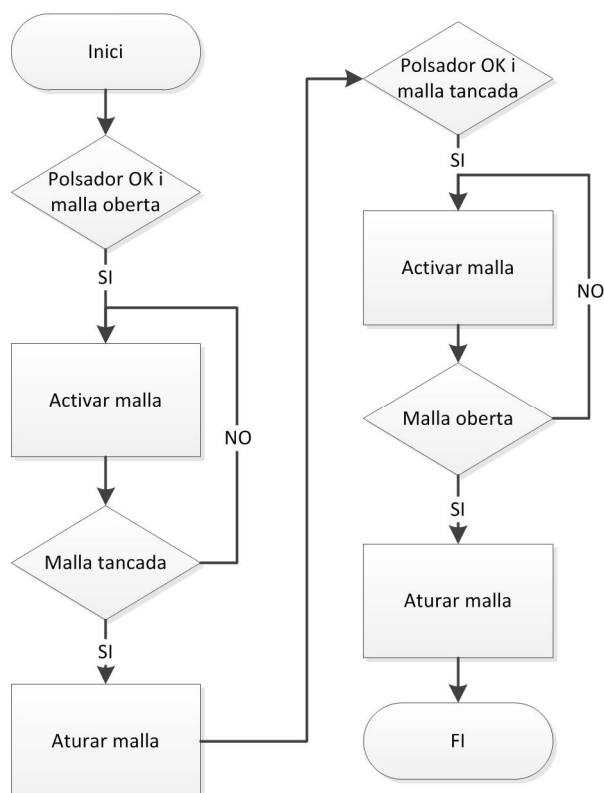 Inici
Polsador OK i
malla oberta
SI
Activar malla
NO
Malla tancada
SI
Aturar malla
Polsador OK i
malla tancada
SI
Activar malla
NO
Malla oberta
SI
Aturar malla
FI